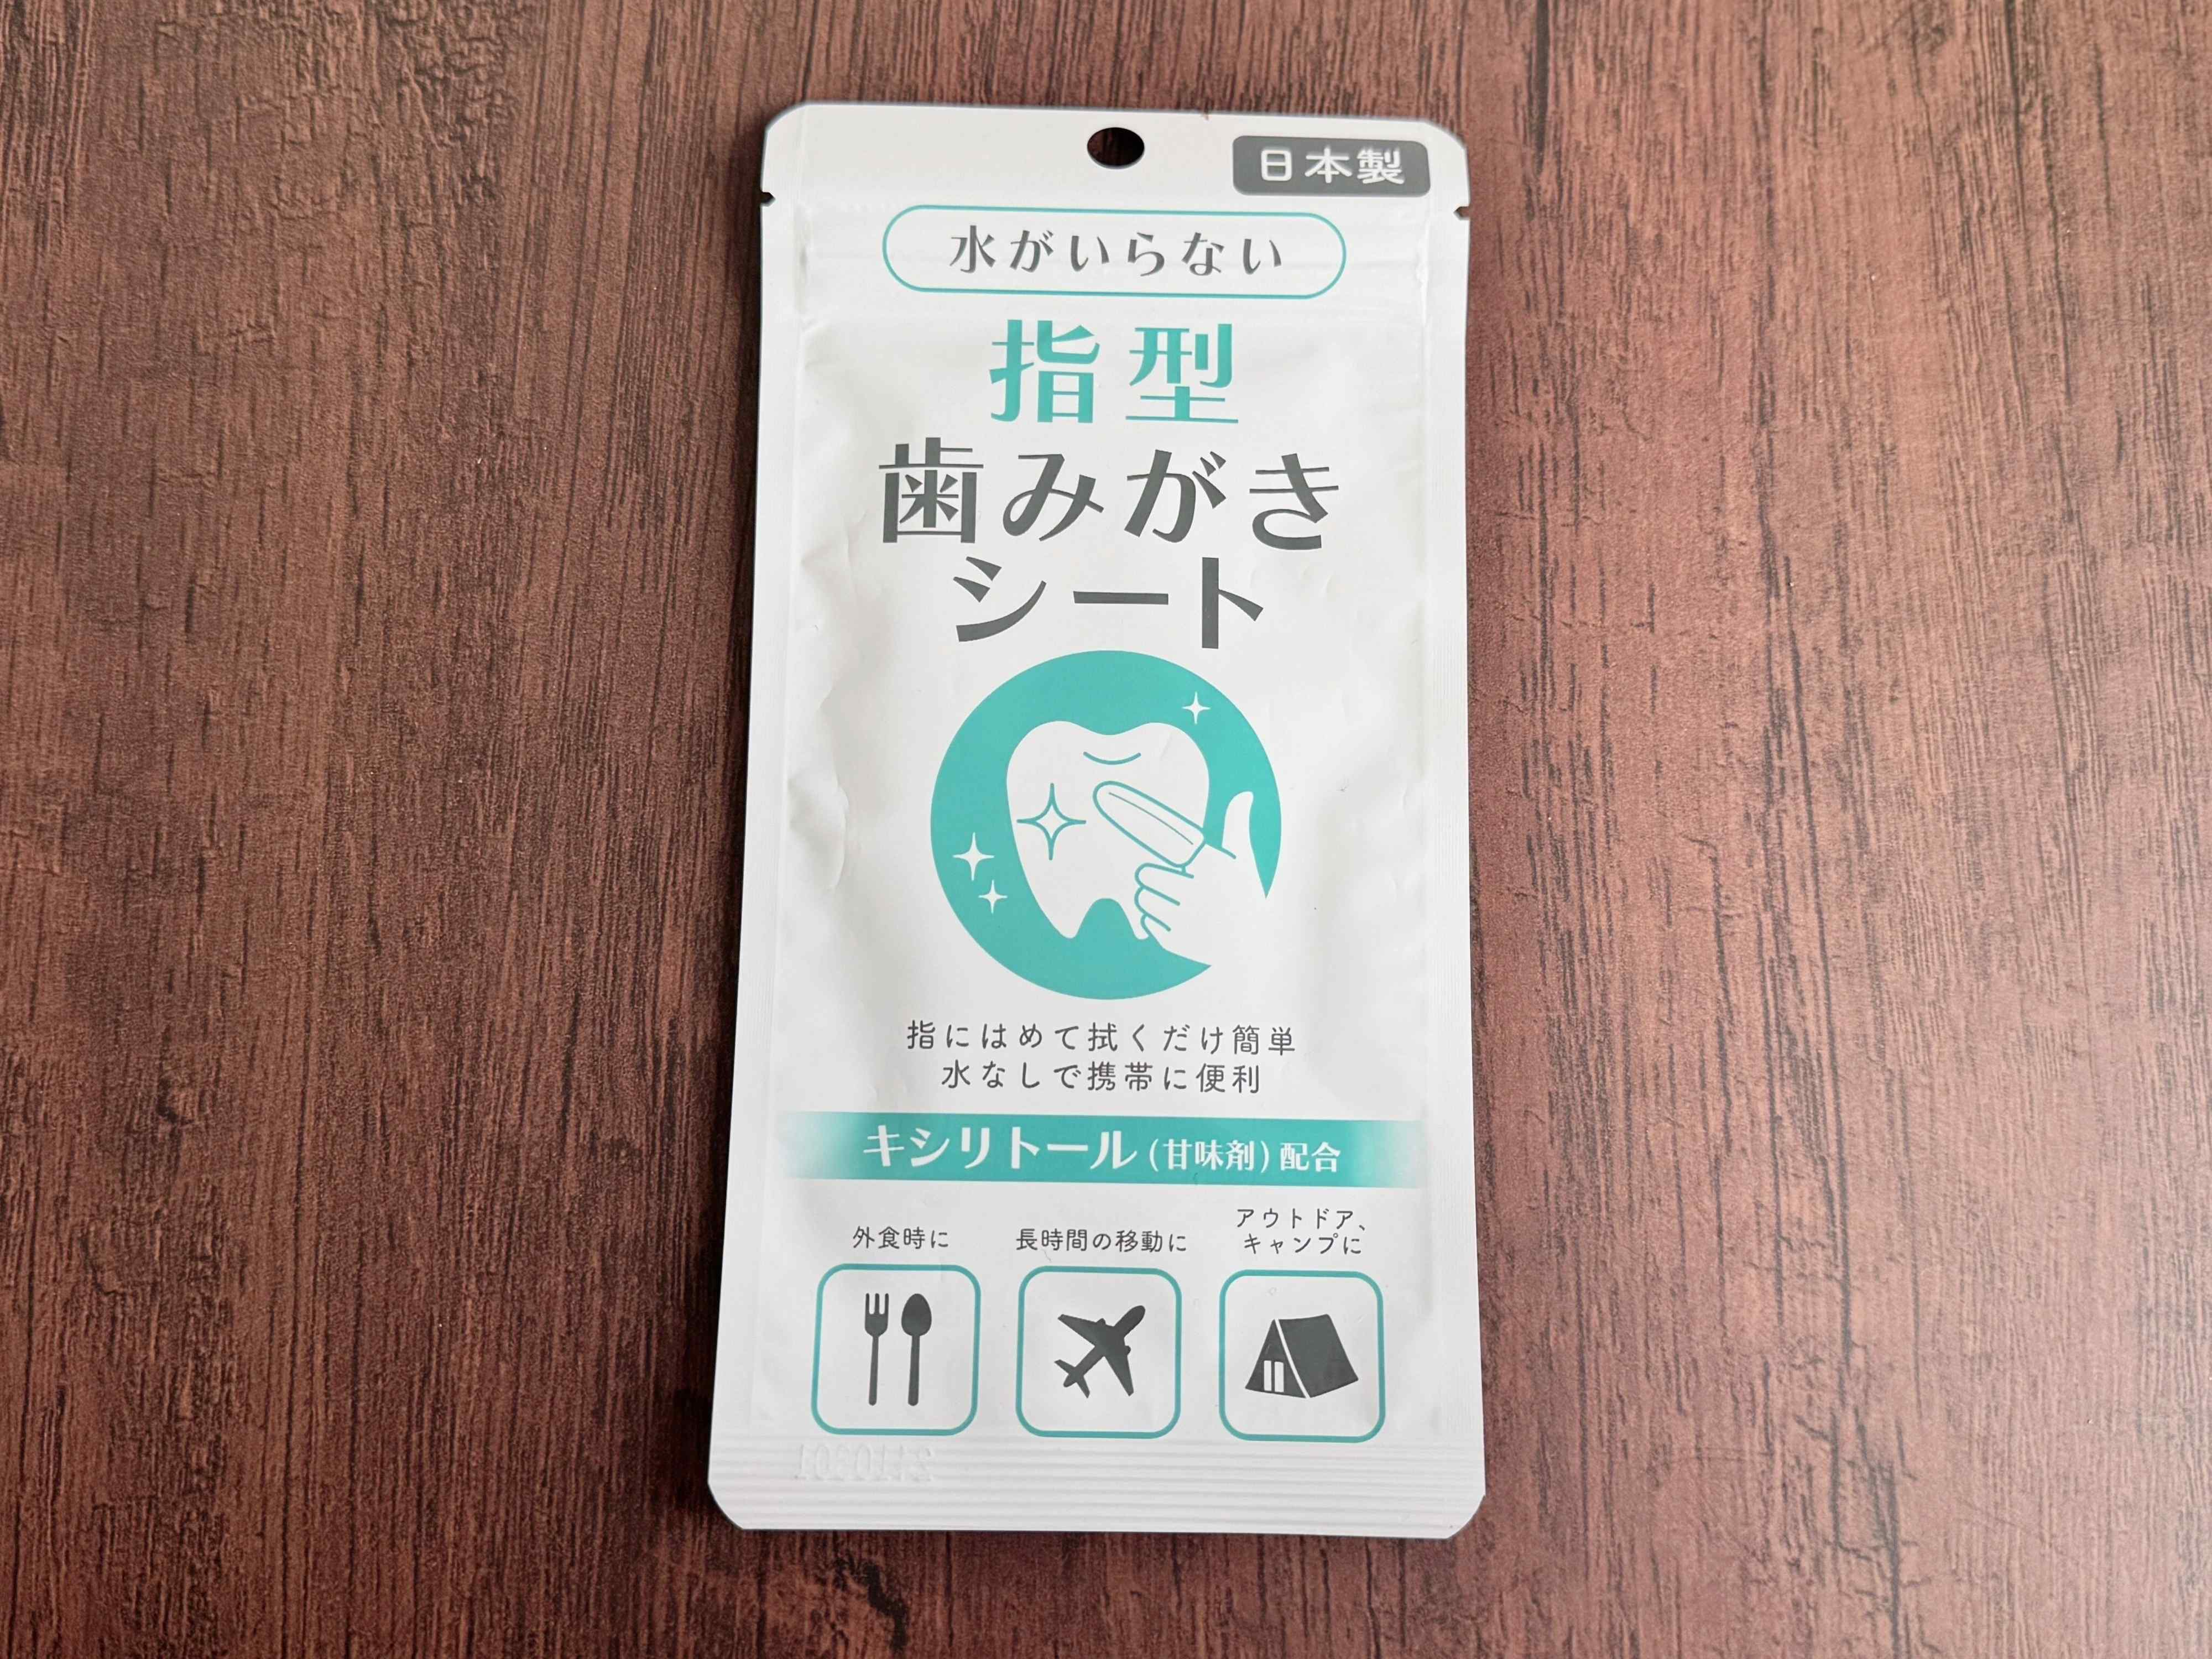 日本製
水がいらない
指型
歯みがき
シート
指にはめて拭くだけ簡単
水なしで携帯に便利
キシリトール(甘味剤)配合
外食時に
長時間の移動に
アウトドア、
キャンプに